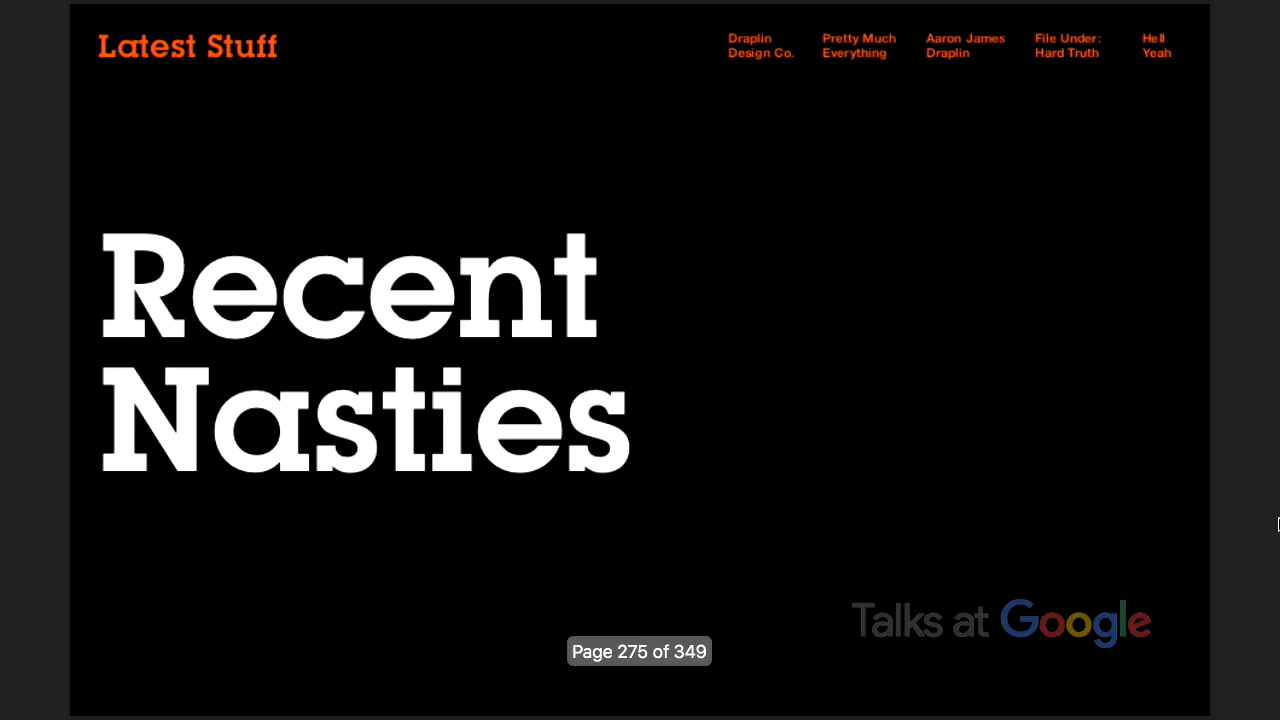 Latest Stuff
Draplin
Design Co.
Pretty Much
Everything
Aaron James
Draplin
File Under:
Hard Truth
Hell
Yeah
Recent
Nasties
Talks at Google
Page 275 of 349